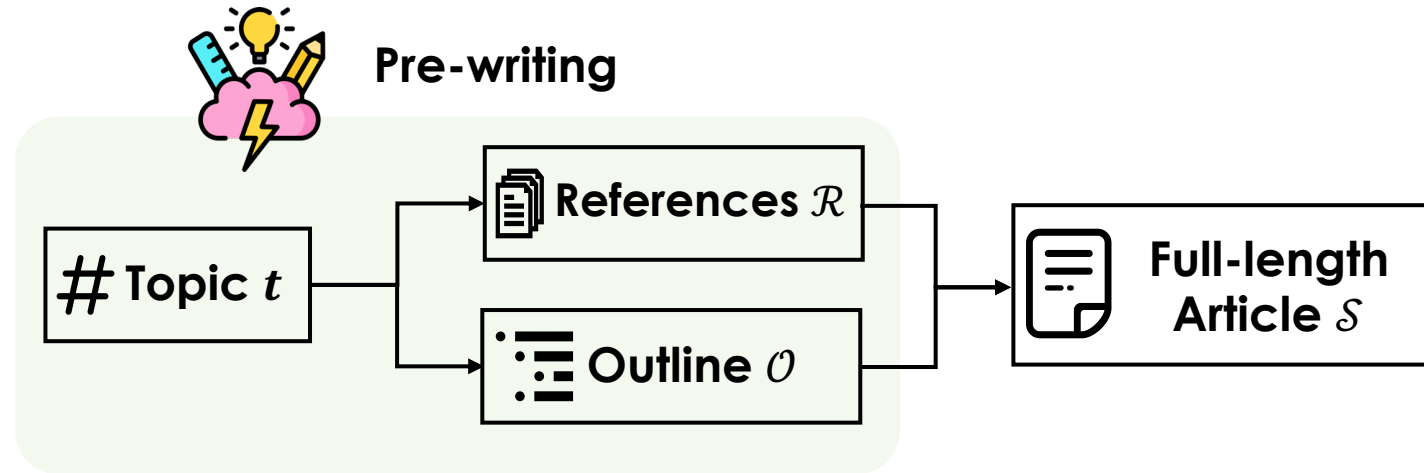 Pre-writing
# Topic t
References ℛ
Outline 𝒪
Full-length
Article 𝒮